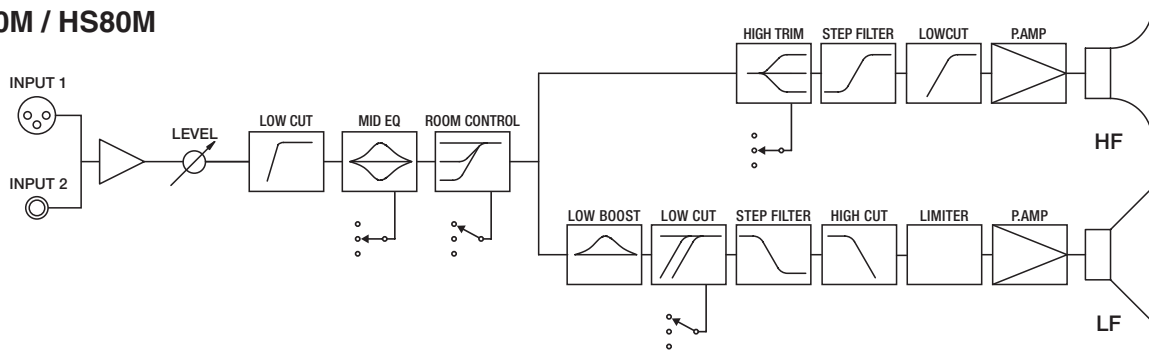 0M / HS80M
INPUT 1
INPUT 2
LEVEL
LOW CUT
MID EQ
ROOM CONTROL
HIGH TRIM
STEP FILTER
LOWCUT
P.AMP
HF
LOW BOOST
LOW CUT
STEP FILTER
HIGH CUT
LIMITER
P.AMP
LF